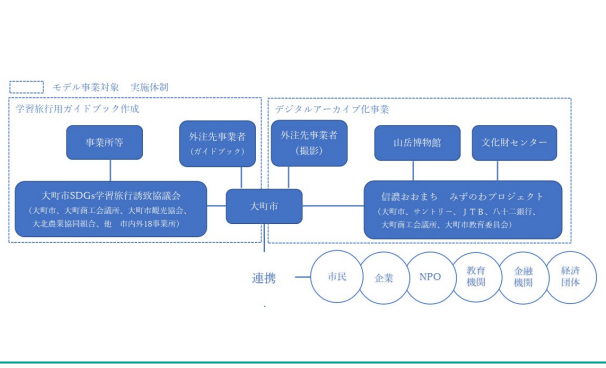 モデル事業対象 実施体制
学習旅行用ガイドブック作成
デジタルアーカイブ化事業
事業所等
外注先事業者
(ガイドブック)
外注先事業者
(撮影)
山岳博物館
文化財センター
大町市SDGs学習旅行誘致協議会
(大町市、大町商工会議所、大町市観光協会、
大北農業協同組合、他 市内外18事業所)
大町市
信濃おおまち みずのわプロジェクト
(大町市、サントリー、JTB、八十二銀行、
大町商工会議所、大町市教育委員会)
連携
市民
企業
NPO
教育
機関
金融
機関
経済
団体